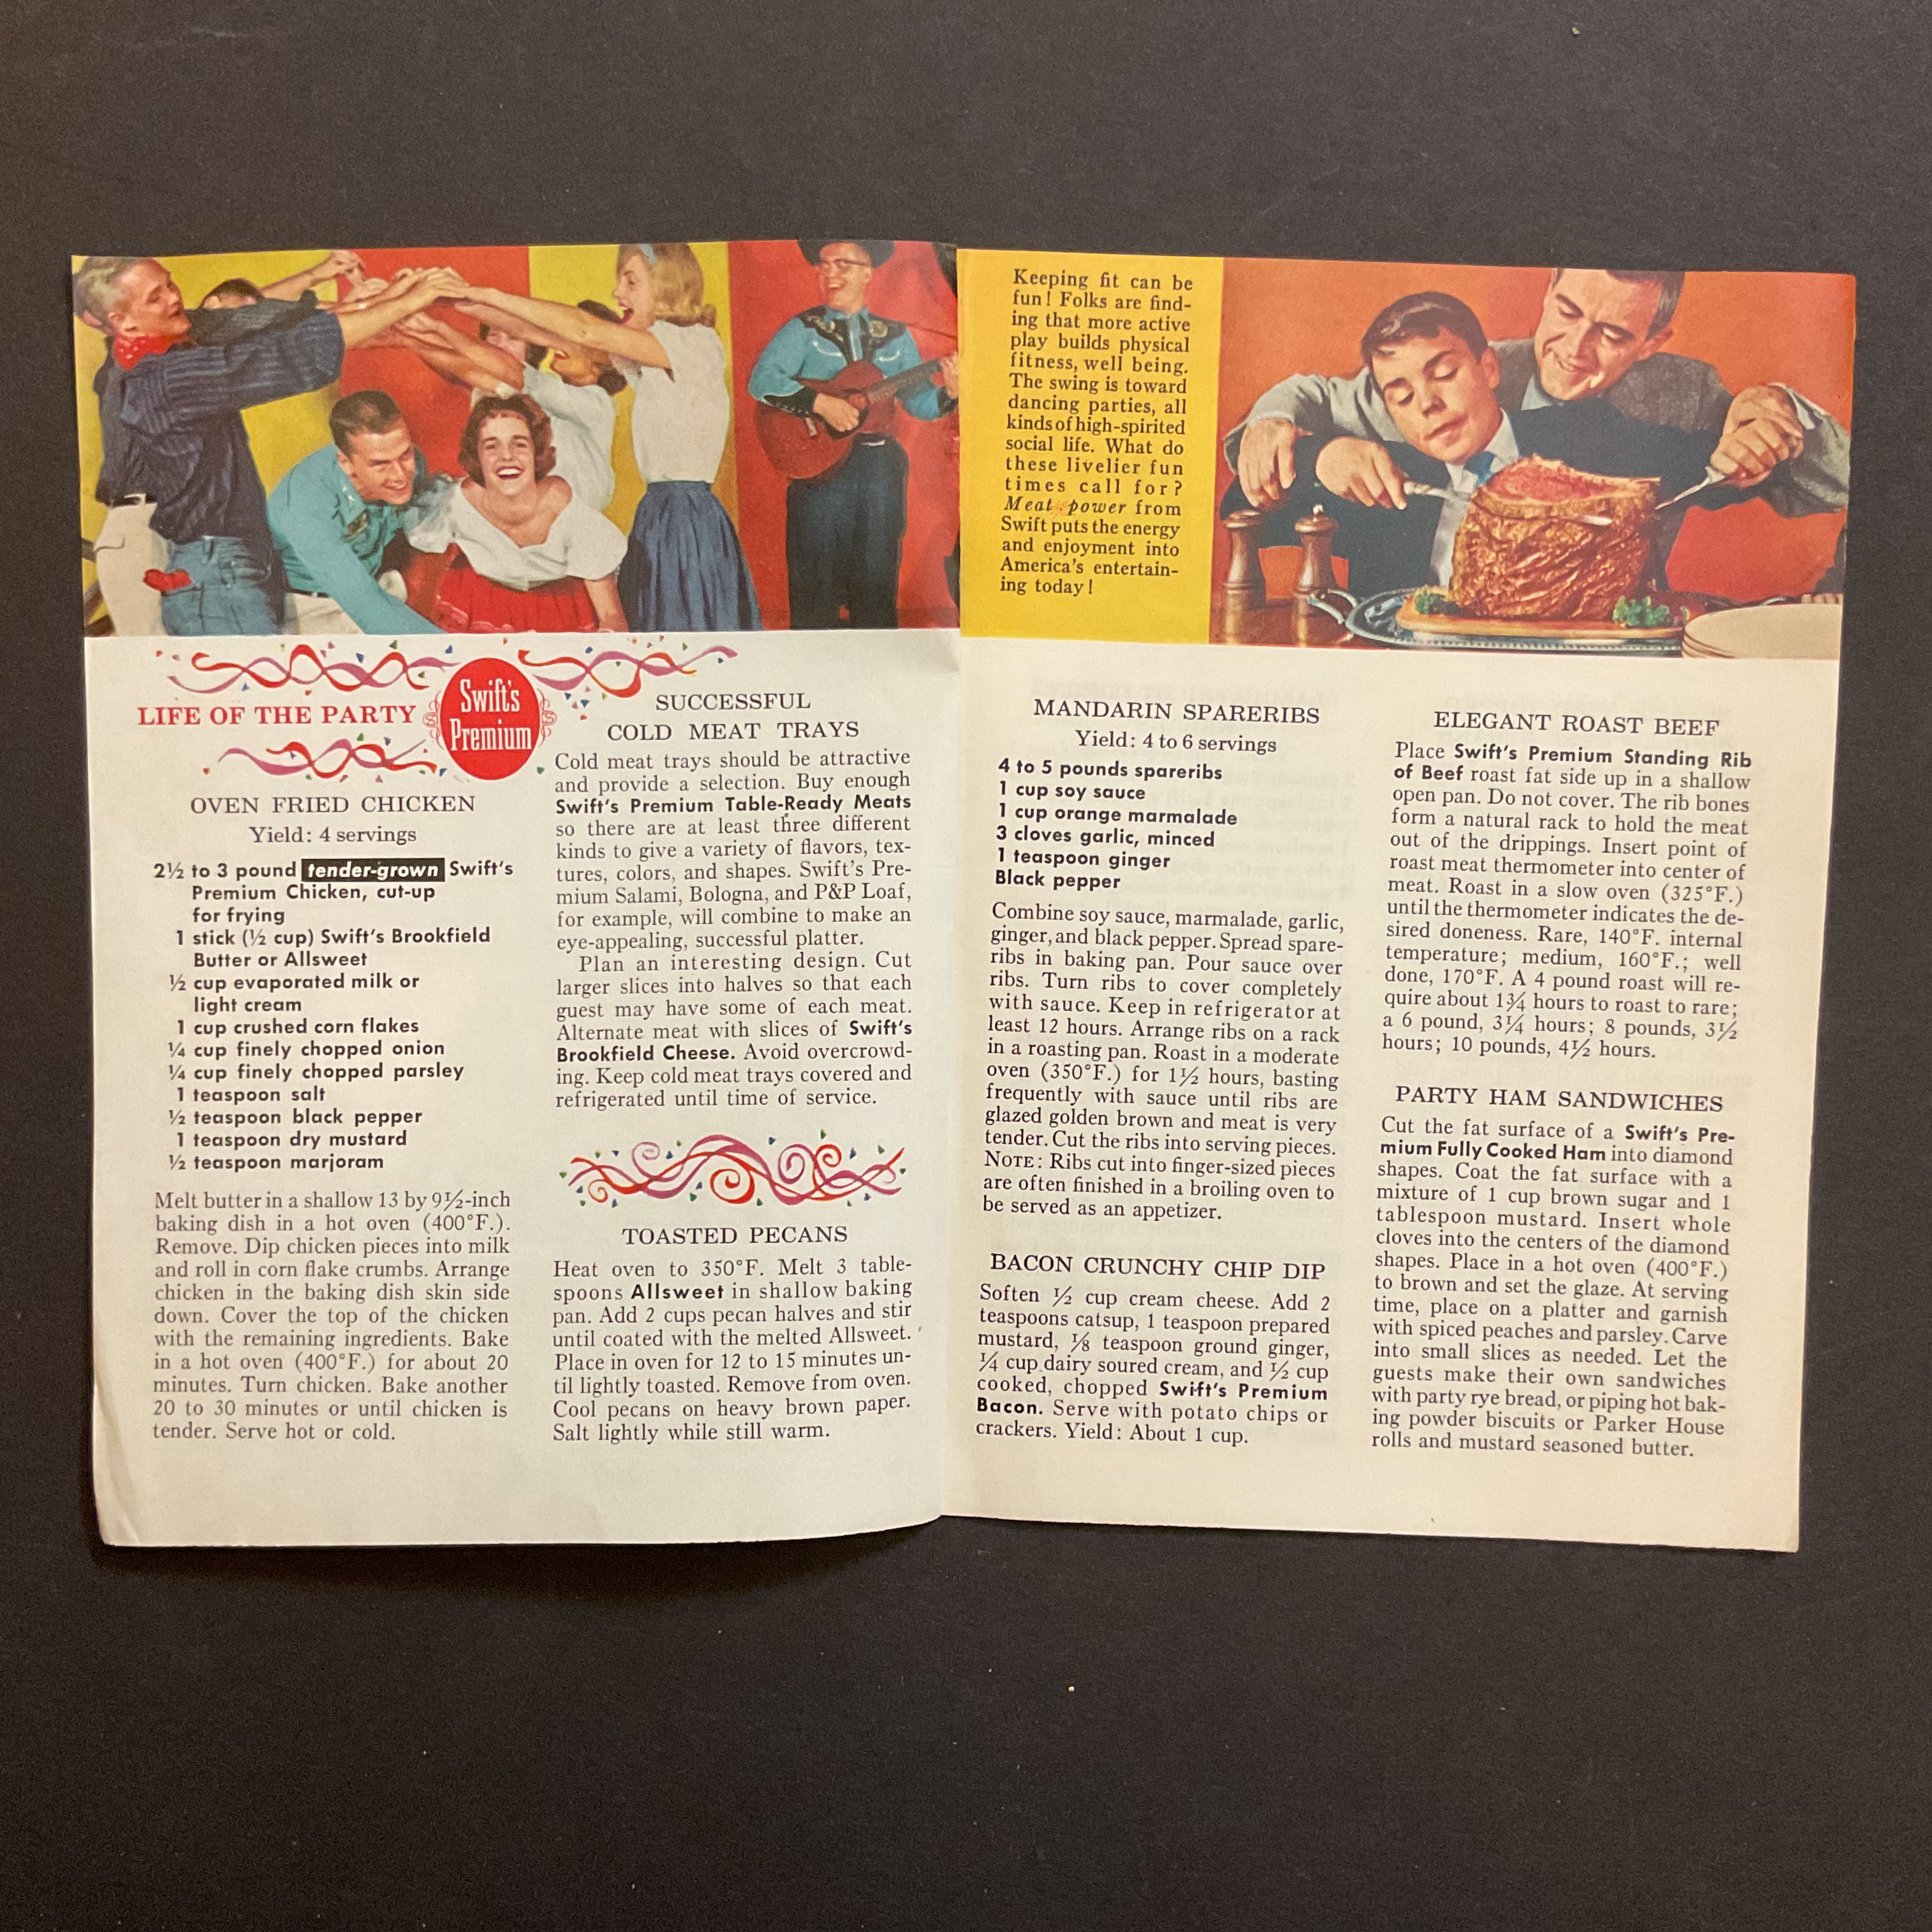 LIFE OF THE PARTY
Swift's
Premium
OVEN FRIED CHICKEN
Yield: 4 servings
2½ to 3 pound tender-grown Swift's
Premium Chicken, cut-up
for frying
1 stick (½ cup) Swift's Brookfield
Butter or Allsweet
½ cup evaporated milk or
light cream
1 cup crushed corn flakes
¼ cup finely chopped onion
¼ cup finely chopped parsley
1 teaspoon salt
½ teaspoon black pepper
1 teaspoon dry mustard
½ teaspoon marjoram
Melt butter in a shallow 13 by 9½-inch
baking dish in a hot oven (400°F.).
Remove. Dip chicken pieces into milk
and roll in corn flake crumbs. Arrange
chicken in the baking dish skin side
down. Cover the top of the chicken
with the remaining ingredients. Bake
in a hot oven (400°F.) for about 20
minutes. Turn chicken. Bake another
20 to 30 minutes or until chicken is
tender. Serve hot or cold.
SUCCESSFUL
COLD MEAT TRAYS
Cold meat trays should be attractive
and provide a selection. Buy enough
Swift's Premium Table-Ready Meats
so there are at least three different
kinds to give a variety of flavors, tex-
tures, colors, and shapes. Swift's Pre-
mium Salami, Bologna, and P&P Loaf,
for example, will combine to make an
eye-appealing, successful platter.
Plan an interesting design. Cut
larger slices into halves so that each
guest may have some of each meat.
Alternate meat with slices of Swift's
Brookfield Cheese. Avoid overcrowd-
ing. Keep cold meat trays covered and
refrigerated until time of service.
TOASTED PECANS
Heat oven to 350°F. Melt 3 table-
spoons Allsweet in shallow baking
pan. Add 2 cups pecan halves and stir
until coated with the melted Allsweet.
Place in oven for 12 to 15 minutes un-
til lightly toasted. Remove from oven.
Cool pecans on heavy brown paper.
Salt lightly while still warm.
Keeping fit can be
fun! Folks are find-
ing that more active
play builds physical
fitness, well being.
The swing is toward
dancing parties, all
kinds of high-spirited
social life. What do
these livelier fun
times call for?
Meat power from
Swift puts the energy
and enjoyment into
America's entertain-
ing today!
MANDARIN SPARERIBS
Yield: 4 to 6 servings
4 to 5 pounds spareribs
1 cup soy sauce
1 cup orange marmalade
3 cloves garlic, minced
1 teaspoon ginger
Black pepper
Combine soy sauce, marmalade, garlic,
ginger, and black pepper. Spread spare-
ribs in baking pan. Pour sauce over
ribs. Turn ribs to cover completely
with sauce. Keep in refrigerator at
least 12 hours. Arrange ribs on a rack
in a roasting pan. Roast in a moderate
oven (350°F.) for 1½ hours, basting
frequently with sauce until ribs are
glazed golden brown and meat is very
tender. Cut the ribs into serving pieces.
NOTE: Ribs cut into finger-sized pieces
are often finished in a broiling oven to
be served as an appetizer.
BACON CRUNCHY CHIP DIP
Soften ½ cup cream cheese. Add 2
teaspoons catsup, 1 teaspoon prepared
mustard, ⅛ teaspoon ground ginger,
¼ cup dairy soured cream, and ½ cup
cooked, chopped Swift's Premium
Bacon. Serve with potato chips or
crackers. Yield: About 1 cup.
ELEGANT ROAST BEEF
Place Swift's Premium Standing Rib
of Beef roast fat side up in a shallow
open pan. Do not cover. The rib bones
form a natural rack to hold the meat
out of the drippings. Insert point of
roast meat thermometer into center of
meat. Roast in a slow oven (325°F.)
until the thermometer indicates the de-
sired doneness. Rare, 140°F. internal
temperature; medium, 160°F.; well
done, 170°F. A 4 pound roast will re-
quire about 1¾ hours to roast to rare;
a 6 pound, 3¼ hours; 8 pounds, 3½
hours; 10 pounds, 4½ hours.
PARTY HAM SANDWICHES
Cut the fat surface of a Swift's Pre-
mium Fully Cooked Ham into diamond
shapes. Coat the fat surface with a
mixture of 1 cup brown sugar and 1
tablespoon mustard. Insert whole
cloves into the centers of the diamond
shapes. Place in a hot oven (400°F.)
to brown and set the glaze. At serving
time, place on a platter and garnish
with spiced peaches and parsley. Carve
into small slices as needed. Let the
guests make their own sandwiches
with party rye bread, or piping hot bak-
ing powder biscuits or Parker House
rolls and mustard seasoned butter.